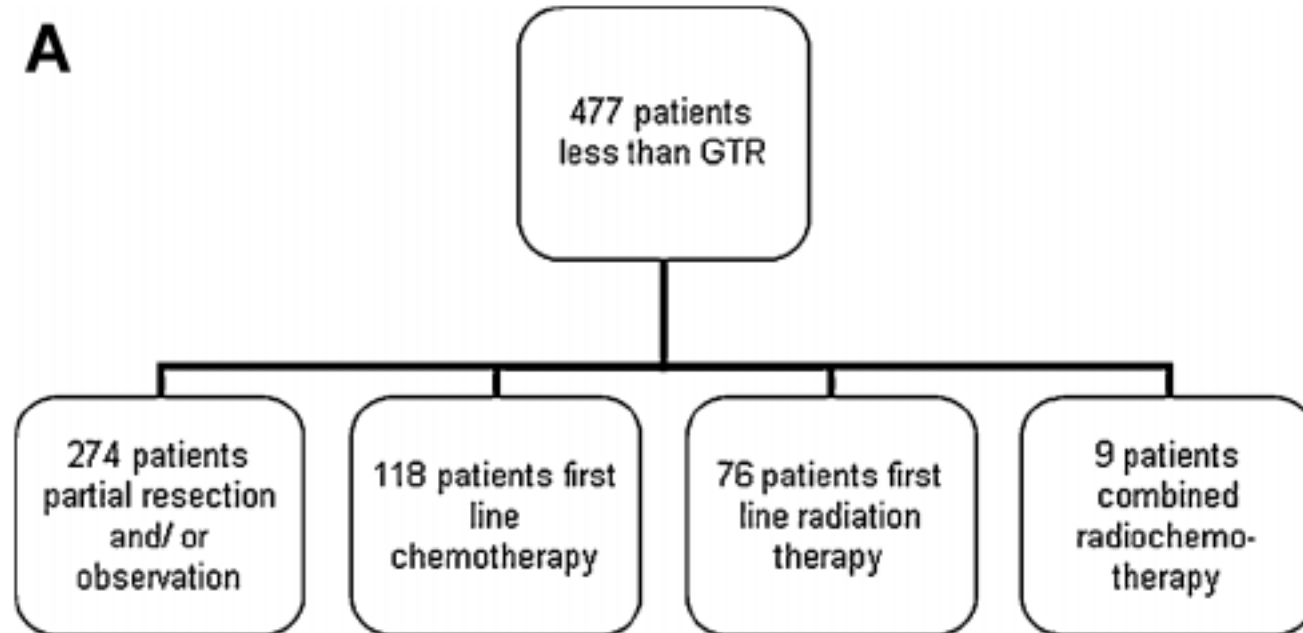 A
477 patients
less than GTR
274 patients
partial resection
and/ or
observation
118 patients first
line
chemotherapy
76 patients first
line radiation
therapy
9 patients
combined
radiochemo-
therapy